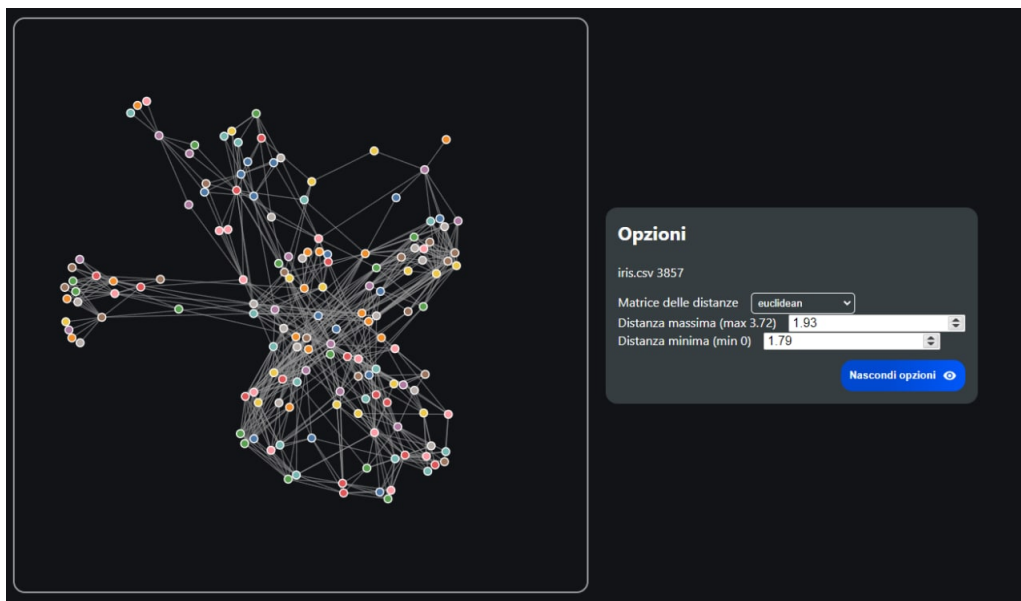 Opzioni
iris.csv 3857
Matrice delle distanze euclidean
Distanza massima (max 3.72) 1.93
Distanza minima (min 0) 1.79
Nascondi opzioni